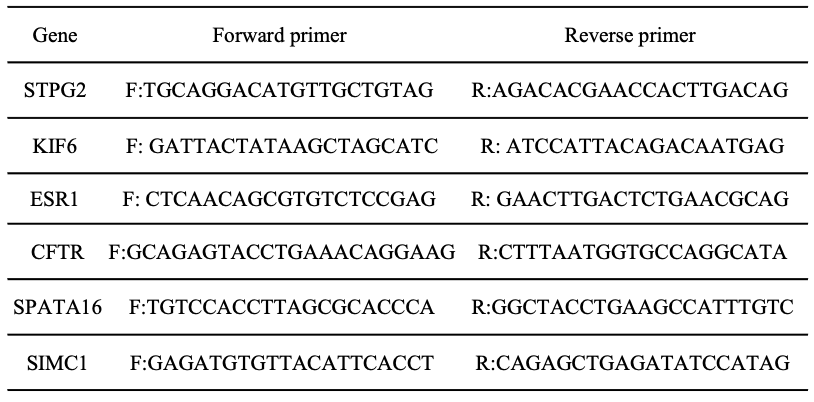 Gene Forward primer Reverse primer
STPG2 F:TGCAGGACATGTTGCTGTAG R:AGACACGAACCACTTGACAG
KIF6 F: GATTACTATAAGCTAGCATC R: ATCCATTACAGACAATGAG
ESR1 F: CTCAACAGCGTGTCTCCGAG R: GAACTTGACTCTGAACGCAG
CFTR F:GCAGAGTACCTGAAACAGGAAG R:CTTTAATGGTGCCAGGCATA
SPATA16 F:TGTCCACCTTAGCGCACCCA R:GGCTACCTGAAGCCATTTGTC
SIMC1 F:GAGATGTGTTACATTCACCT R:CAGAGCTGAGATATCCATAG